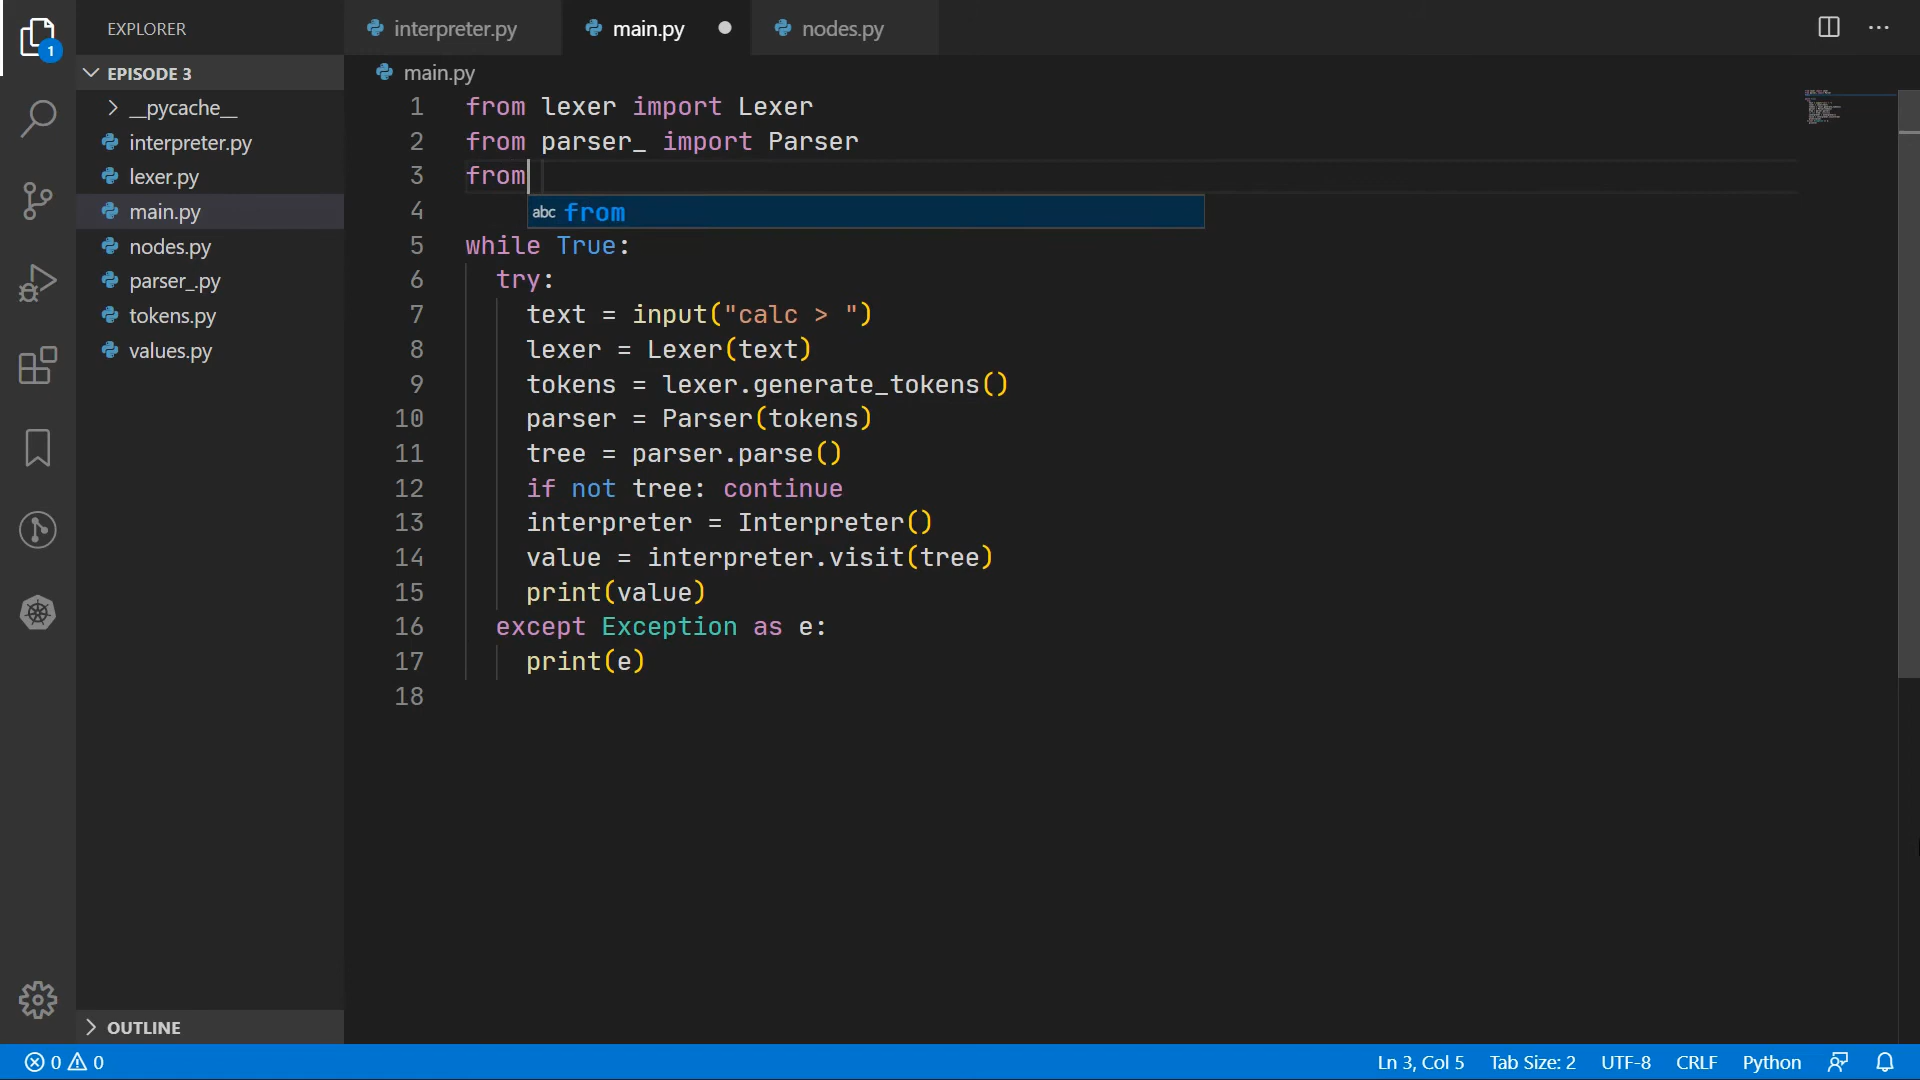 EXPLORER
interpreter.py
main.py
nodes.py
1
EPISODE 3
main.py
__pycache__
interpreter.py
lexer.py
main.py
nodes.py
parser_.py
tokens.py
values.py
1 from lexer import Lexer
2 from parser_ import Parser
3 from
4 abc from
5 while True:
6 try:
7 text = input("calc > ")
8 lexer = Lexer(text)
9 tokens = lexer.generate_tokens()
10 parser = Parser(tokens)
11 tree = parser.parse()
12 if not tree: continue
13 interpreter = Interpreter()
14 value = interpreter.visit(tree)
15 print(value)
16 except Exception as e:
17 print(e)
18
OUTLINE
0 0
Ln 3, Col 5 Tab Size: 2 UTF-8 CRLF Python